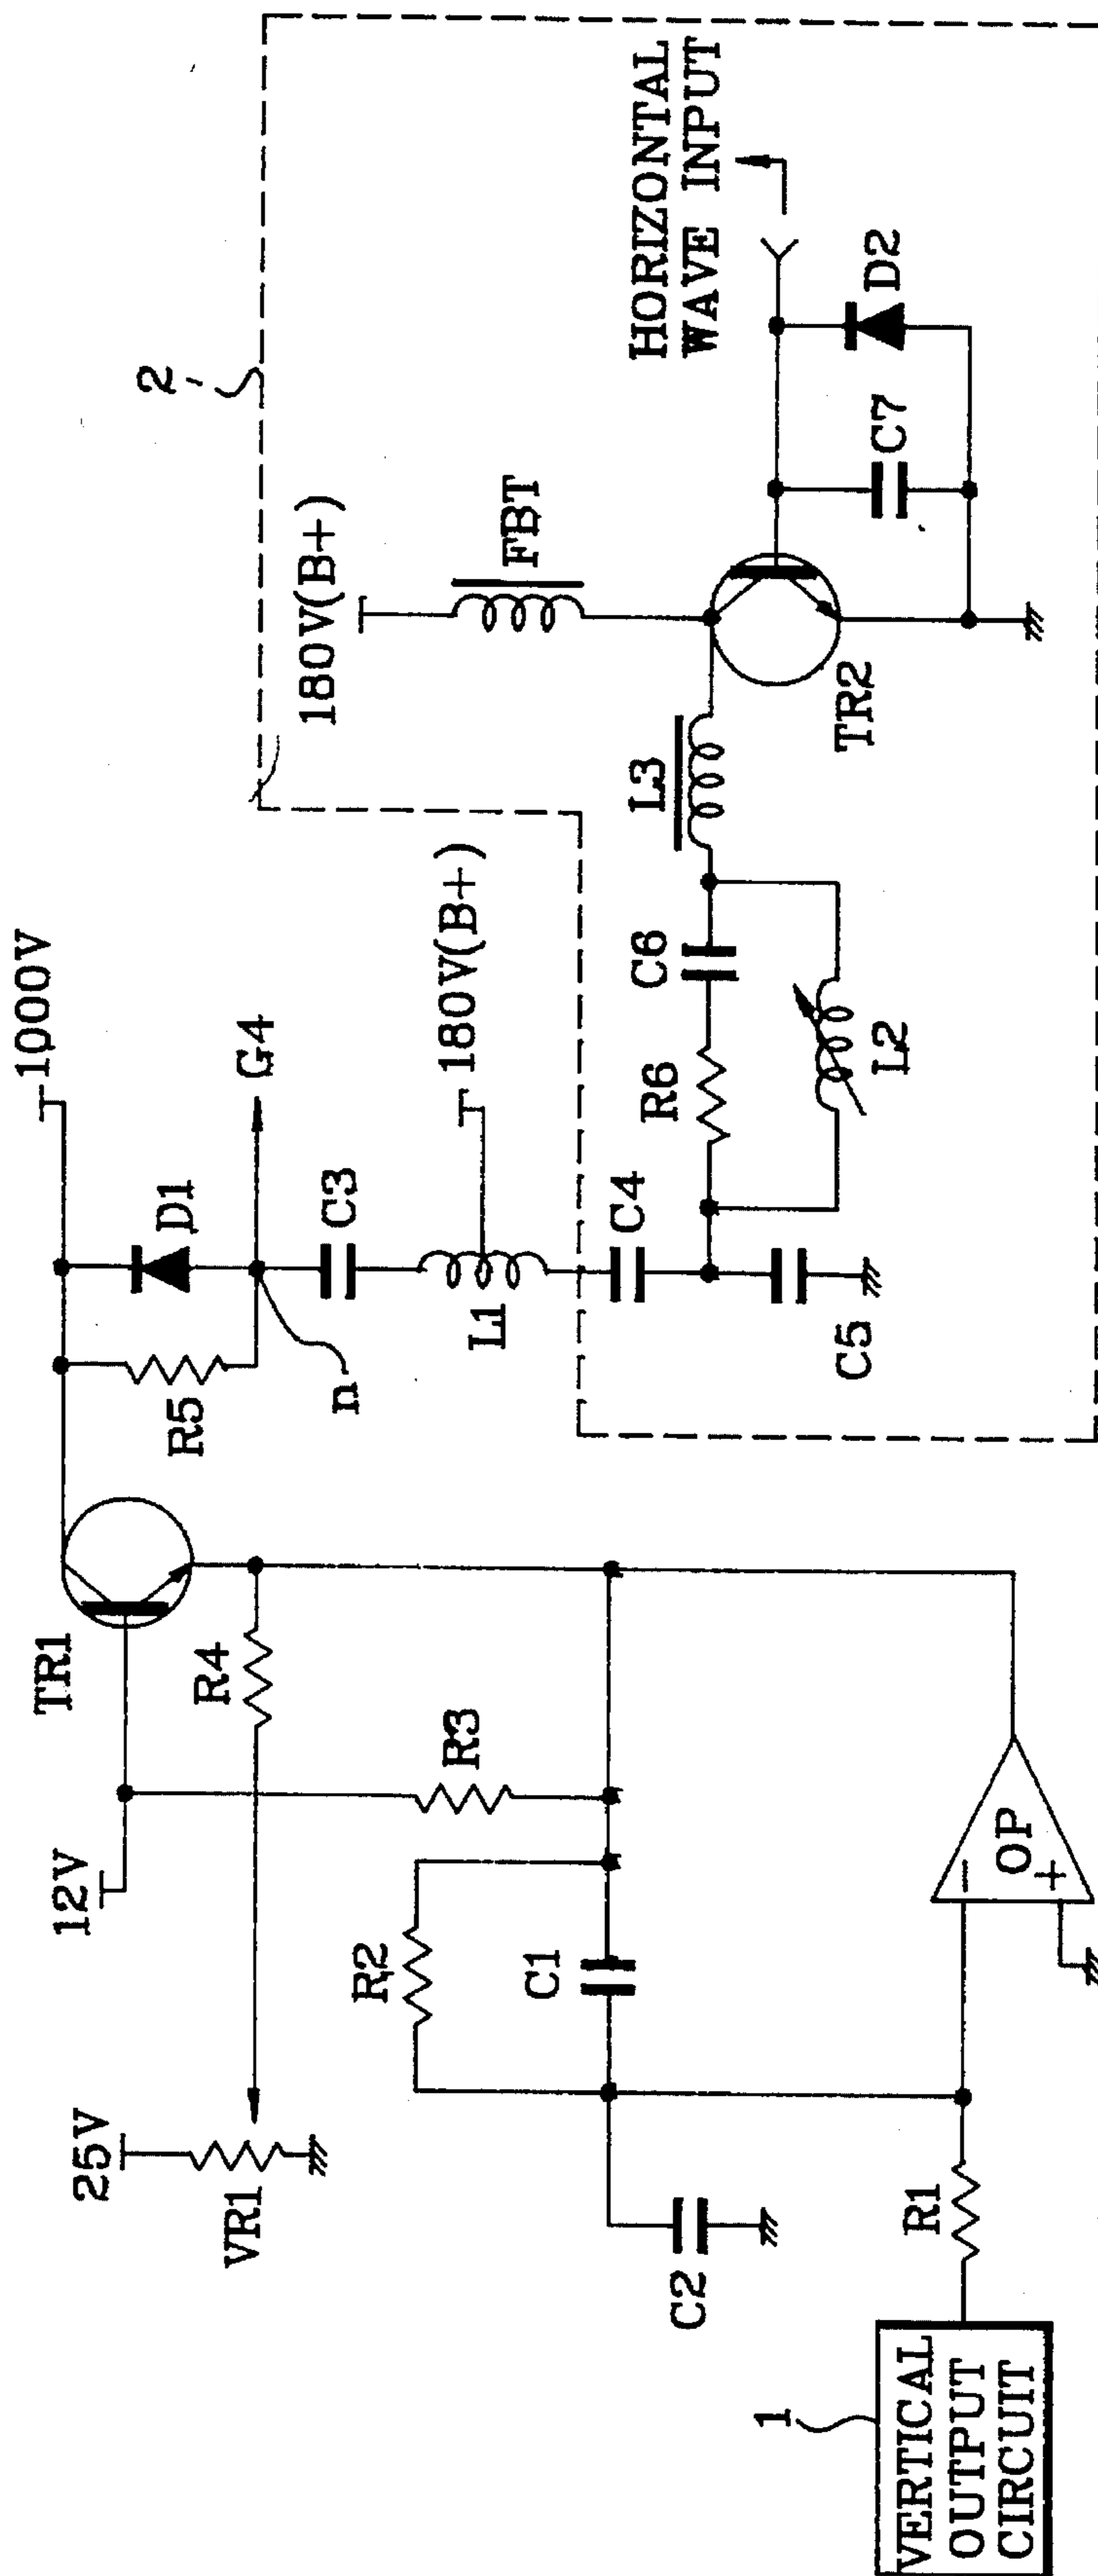 1000V
TR1
12V
25V
VR1
R4
R5
D1
G4
n
C3
L1
180V(B+)
180V(B+)
FBT
2
HORIZONTAL
WAVE INPUT
R3
R2
C1
C2
C4
C5
R6
C6
L2
L3
TR2
C7
D2
OP
-
+
R1
1
VERTICAL
OUTPUT
CIRCUIT